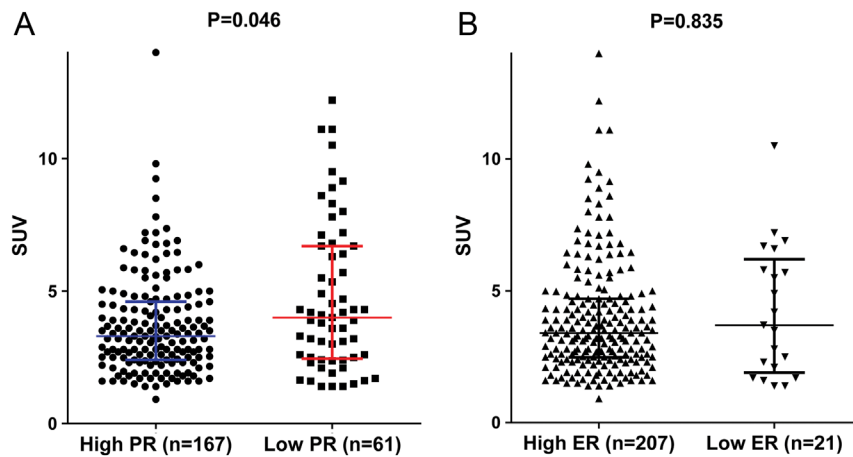 A
P=0.046
SUV
10
5
0
High PR (n=167)
Low PR (n=61)
B
P=0.835
SUV
10
5
0
High ER (n=207)
Low ER (n=21)